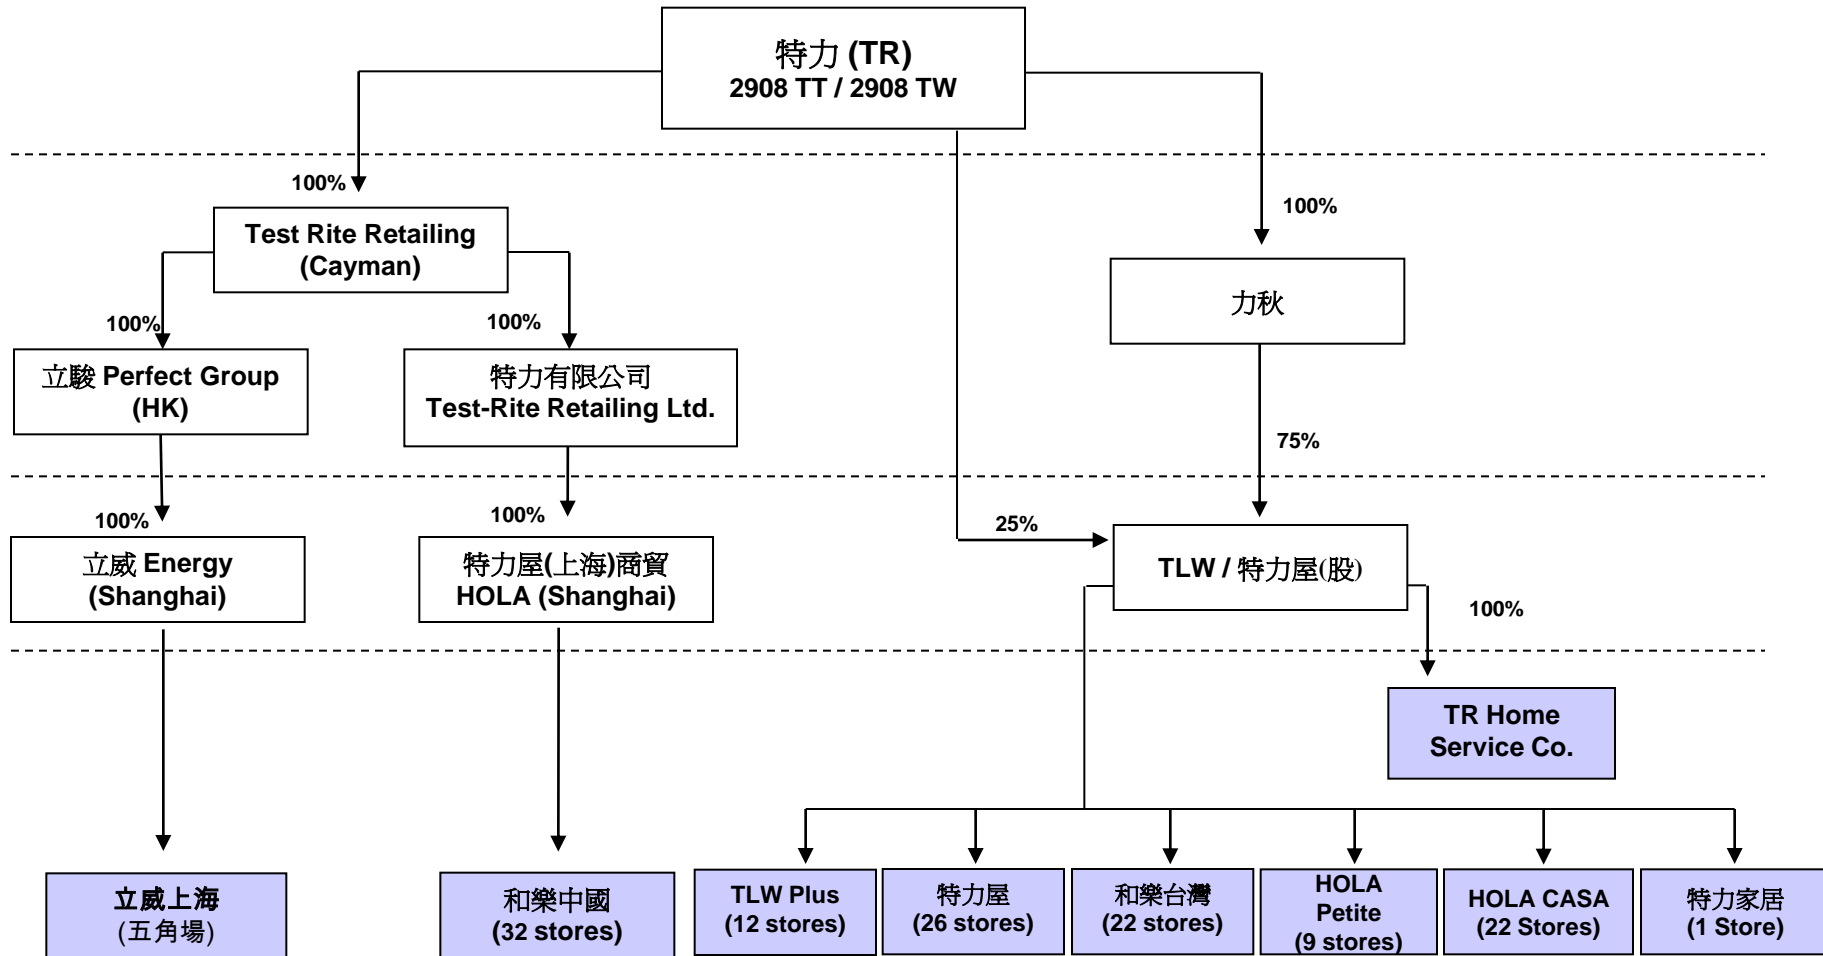 特力 (TR)
2908 TT / 2908 TW
100%
100%
Test Rite Retailing
(Cayman)
力秋
100%
100%
立駿 Perfect Group
(HK)
特力有限公司
Test-Rite Retailing Ltd.
75%
100%
100%
25%
立威 Energy
(Shanghai)
特力屋(上海)商貿
HOLA (Shanghai)
TLW / 特力屋(股)
100%
TR Home
Service Co.
立威上海
(五角場)
和樂中國
(32 stores)
TLW Plus
(12 stores)
特力屋
(26 stores)
和樂台灣
(22 stores)
HOLA
Petite
(9 stores)
HOLA CASA
(22 Stores)
特力家居
(1 Store)